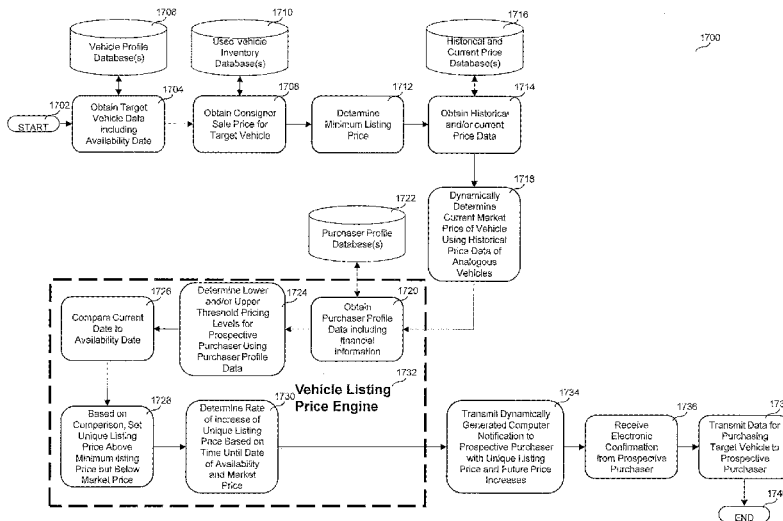 1708
1710
1716
1700
Vehicle Profile
Database(s)
Used Vehicle
Inventory
Database(s)
Historical and
Current Price
Database(s)
1702
START
1704
Obtain Target
Vehicle Data
including
Availability Date
1708
Obtain Consignor
Sale Price for
Target Vehicle
1712
Determine
Minimum Listing
Price
1714
Obtain Historical
and/or current
Price Data
1718
Dynamically
Determine
Current Market
Price of Vehicle
Using Historical
Price Data of
Analogous
Vehicles
1722
Purchaser Profile
Database(s)
1726
Compare Current
Date to
Availability Date
1724
Determine Lower
and/or Upper
Threshold Pricing
Levels for
Prospective
Purchaser Using
Purchaser Profile
Data
1720
Obtain
Purchaser Profile
Data including
financial
information
1732
Vehicle Listing
Price Engine
1728
Based on
Comparison, Set
Unique Listing
Price Above
Minimum listing
Price but Below
Market Price
1730
Determine Rate
of Increase of
Unique Listing
Price Based on
Time Until Date
of Availability
and Market
Price
1734
Transmit Dynamically
Generated Computer
Notification to
Prospective Purchaser
with Unique Listing
Price and Future Price
Increases
1736
Receive
Electronic
Confirmation
from Prospective
Purchaser
173
Transmit Data for
Purchasing
Target Vehicle to
Prospective
Purchaser
174
END